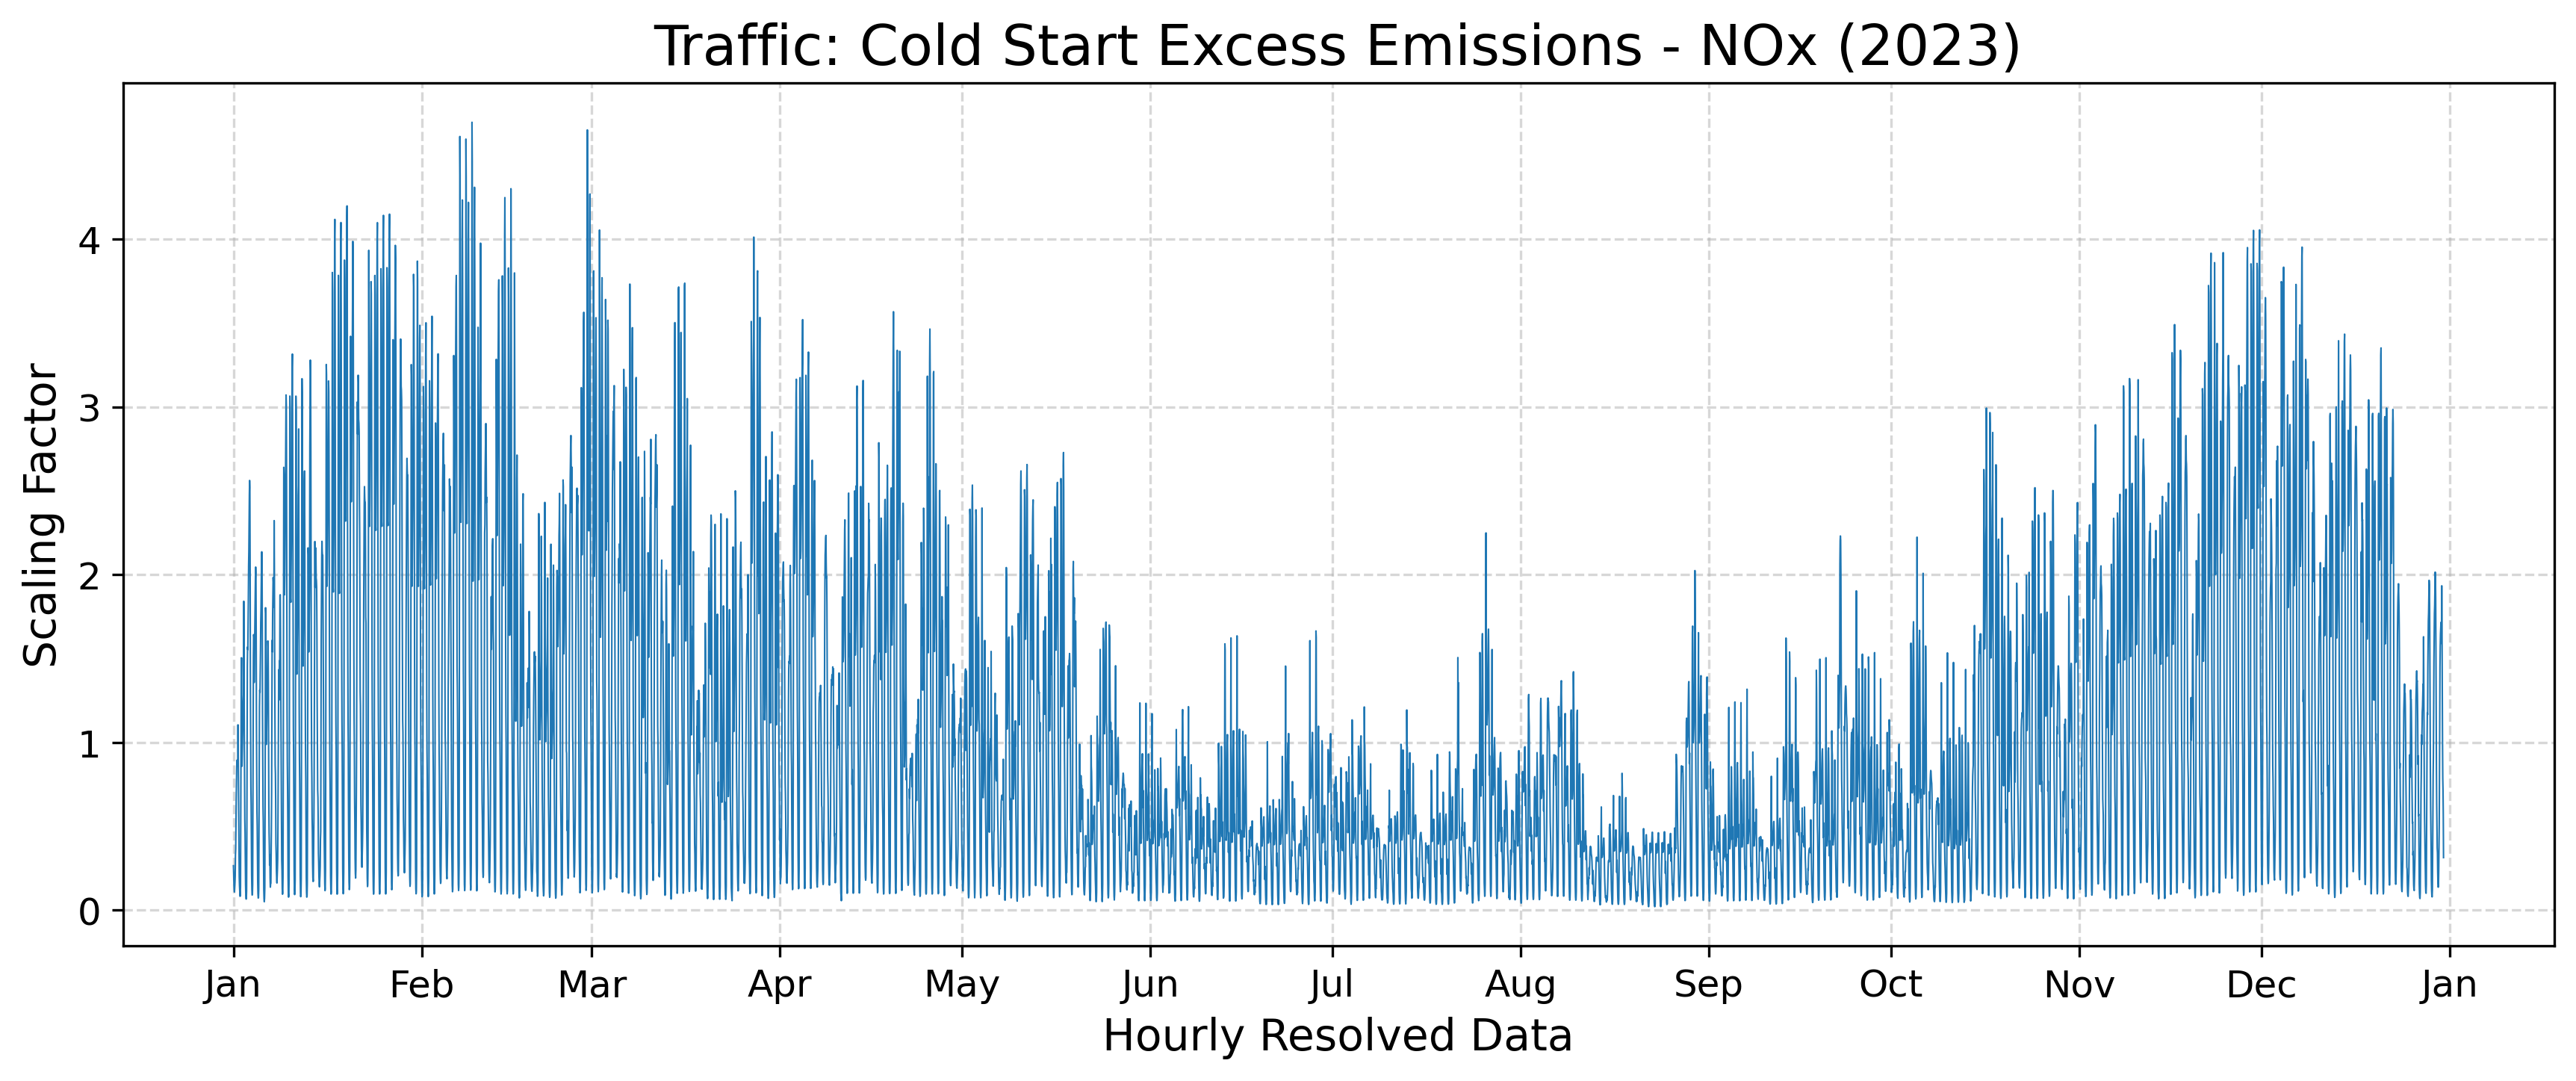 Traffic: Cold Start Excess Emissions - NOx (2023)
Scaling Factor
4
3
2
1
0
Jan Feb Mar Apr May Jun Jul Aug Sep Oct Nov Dec Jan
Hourly Resolved Data